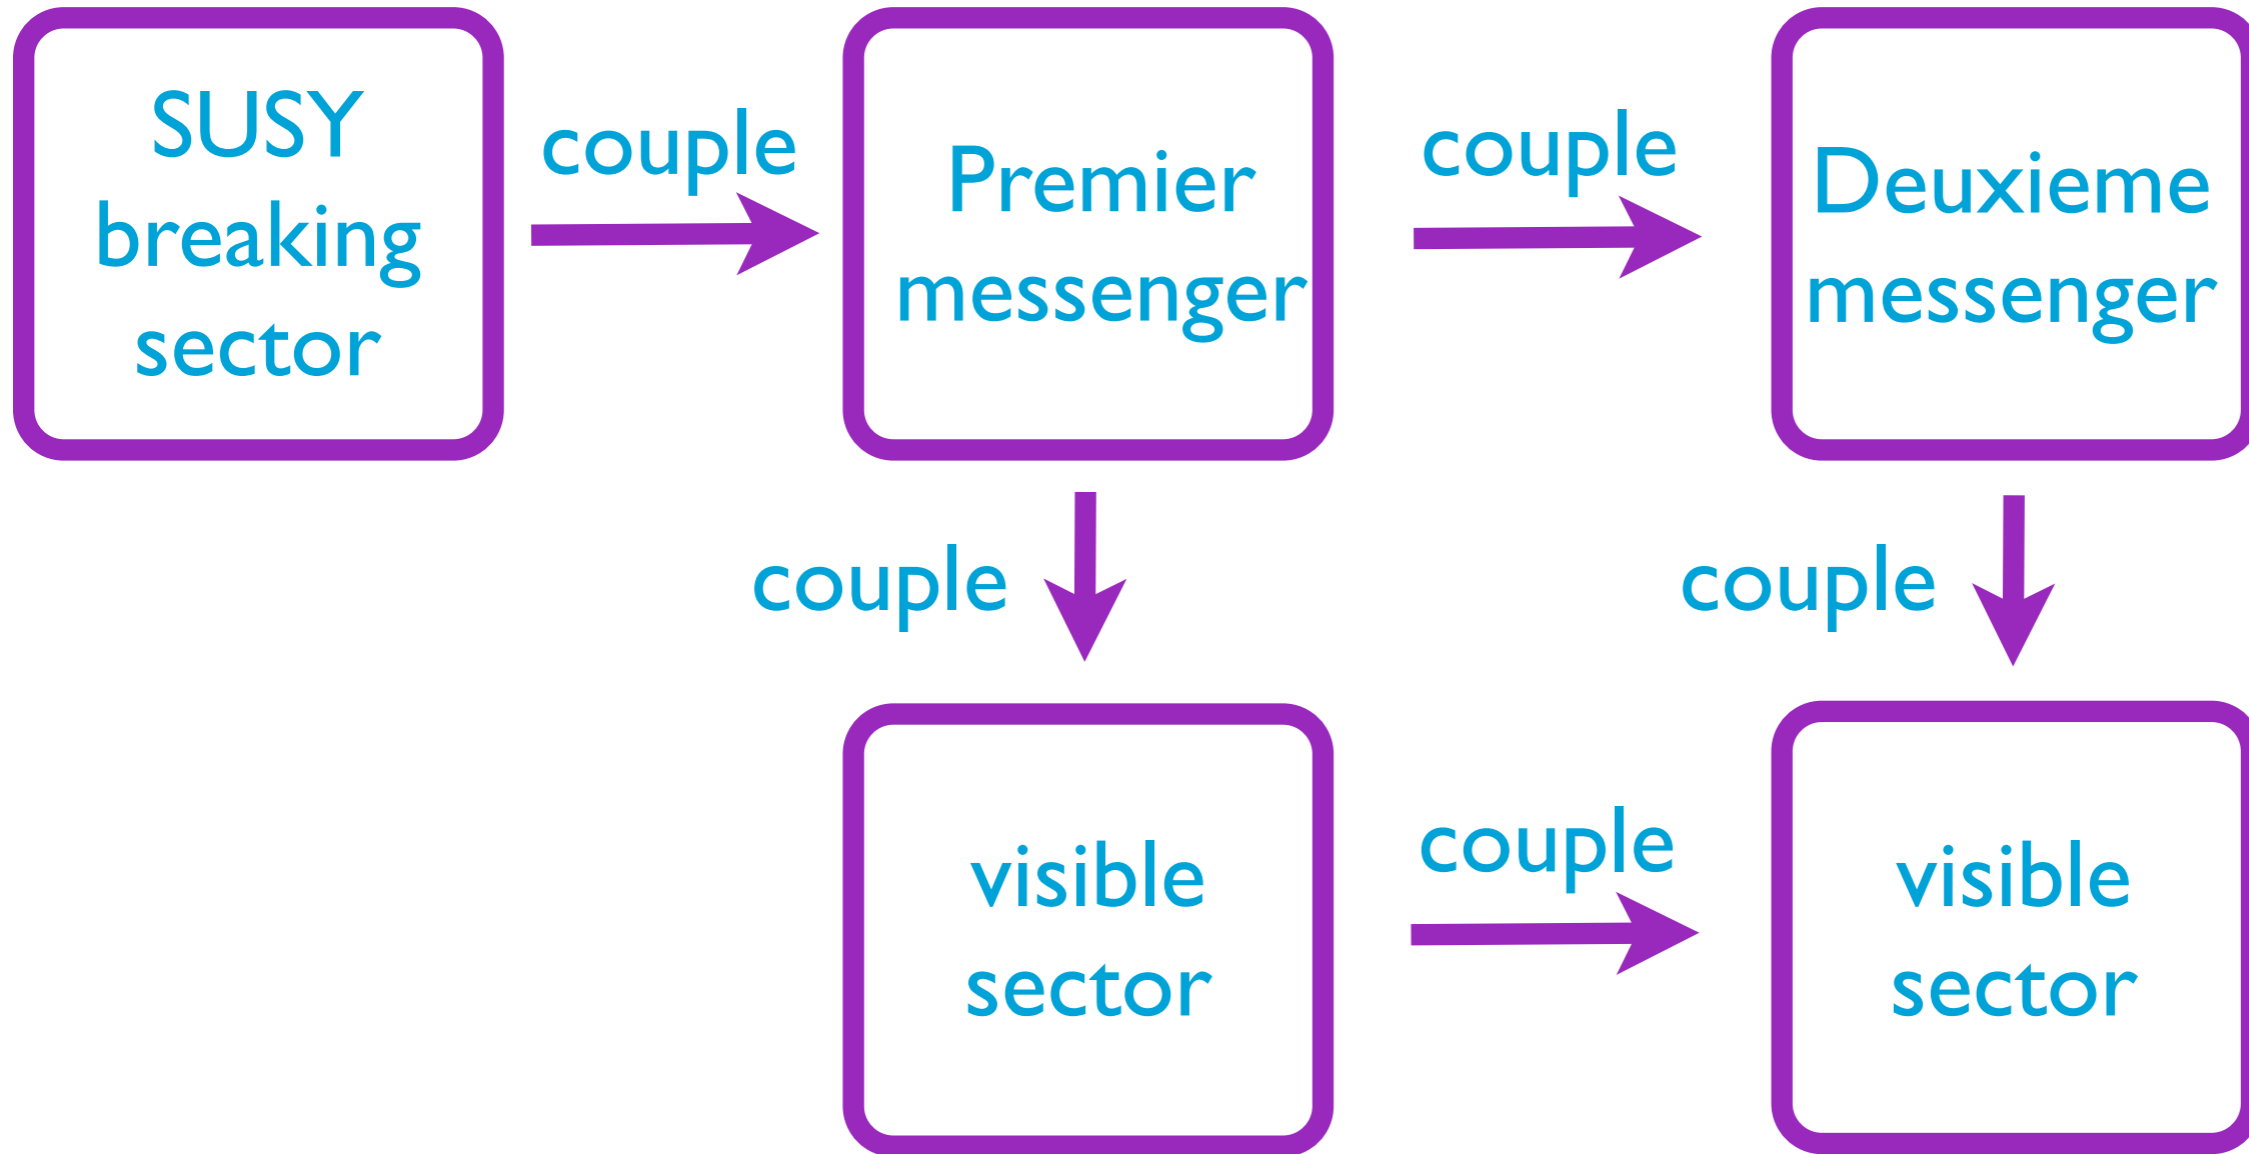 SUSY
breaking
sector
couple
Premier
messenger
couple
Deuxieme
messenger
couple
couple
visible
sector
couple
visible
sector